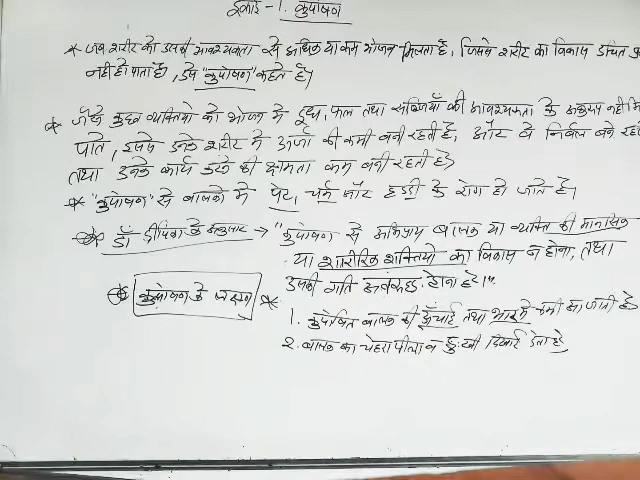 इकाई - 1. कुपोषण
* जब शरीर को उसकी आवश्यकता से अधिक या कम भोजन मिलता है, जिससे शरीर का विकास उचित
नहीं हो पाता है, उसे "कुपोषण" कहते हैं।
* जैसे कुछ व्यक्तियों को भोजन में दूध, फल तथा सब्जियाँ की आवश्यकता के अनुरूप नहीं
पाते, इससे उनके शरीर में ऊर्जा की कमी बनी रहती है, और वे निर्बल बने
तथा उनके कार्य करने की क्षमता कम बनी रहती है
* "कुपोषण" से बालको में पेट, चर्म और हड्डी के रोग हो जाते है।
* डॉ के अनुसार → "कुपोषण से अभिप्राय बालक या व्यक्ति की मानसिक
या शारीरिक शक्तियो का विकास न होना, तथा
उसकी गति अवरूद्ध होना है।"
* कुपोषण के लक्षण *
1. कुपोषित बालक की ऊँचाई तथा भार में कमी आ जाती है
2. बालक का चेहरा पीला व दुःखी दिखाई देता है